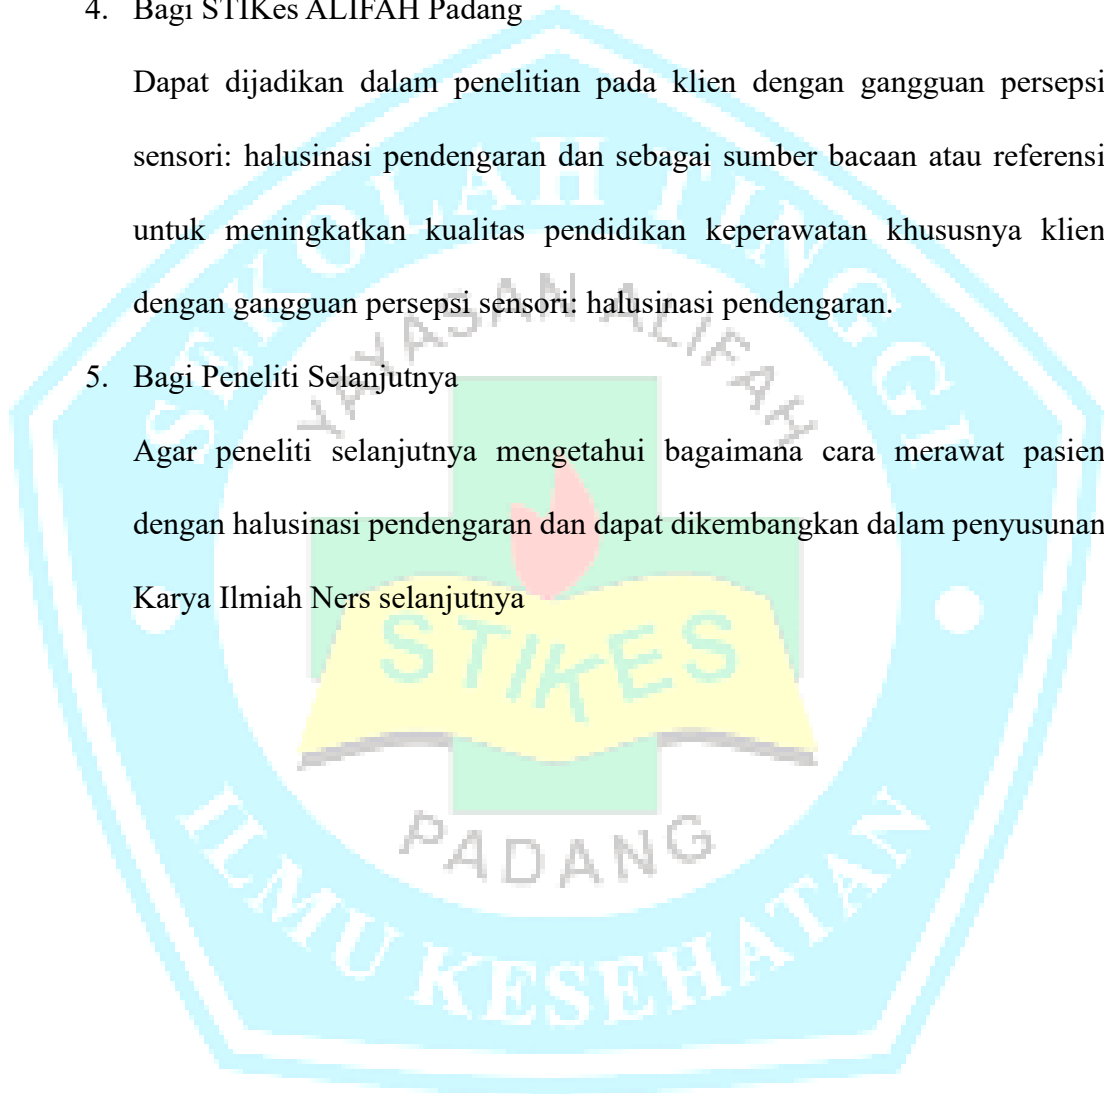 4. Bagi STIKes ALIFAH Padang
Dapat dijadikan dalam penelitian pada klien dengan gangguan persepsi
sensori: halusinasi pendengaran dan sebagai sumber bacaan atau referensi
untuk meningkatkan kualitas pendidikan keperawatan khususnya klien
dengan gangguan persepsi sensori: halusinasi pendengaran.
5. Bagi Peneliti Selanjutnya
Agar peneliti selanjutnya mengetahui bagaimana cara merawat pasien
dengan halusinasi pendengaran dan dapat dikembangkan dalam penyusunan
Karya Ilmiah Ners selanjutnya
SEKOLAH TINGGI
YAYASAN ALIFAH
STIKES
PADANG
ILMU KESEHATAN